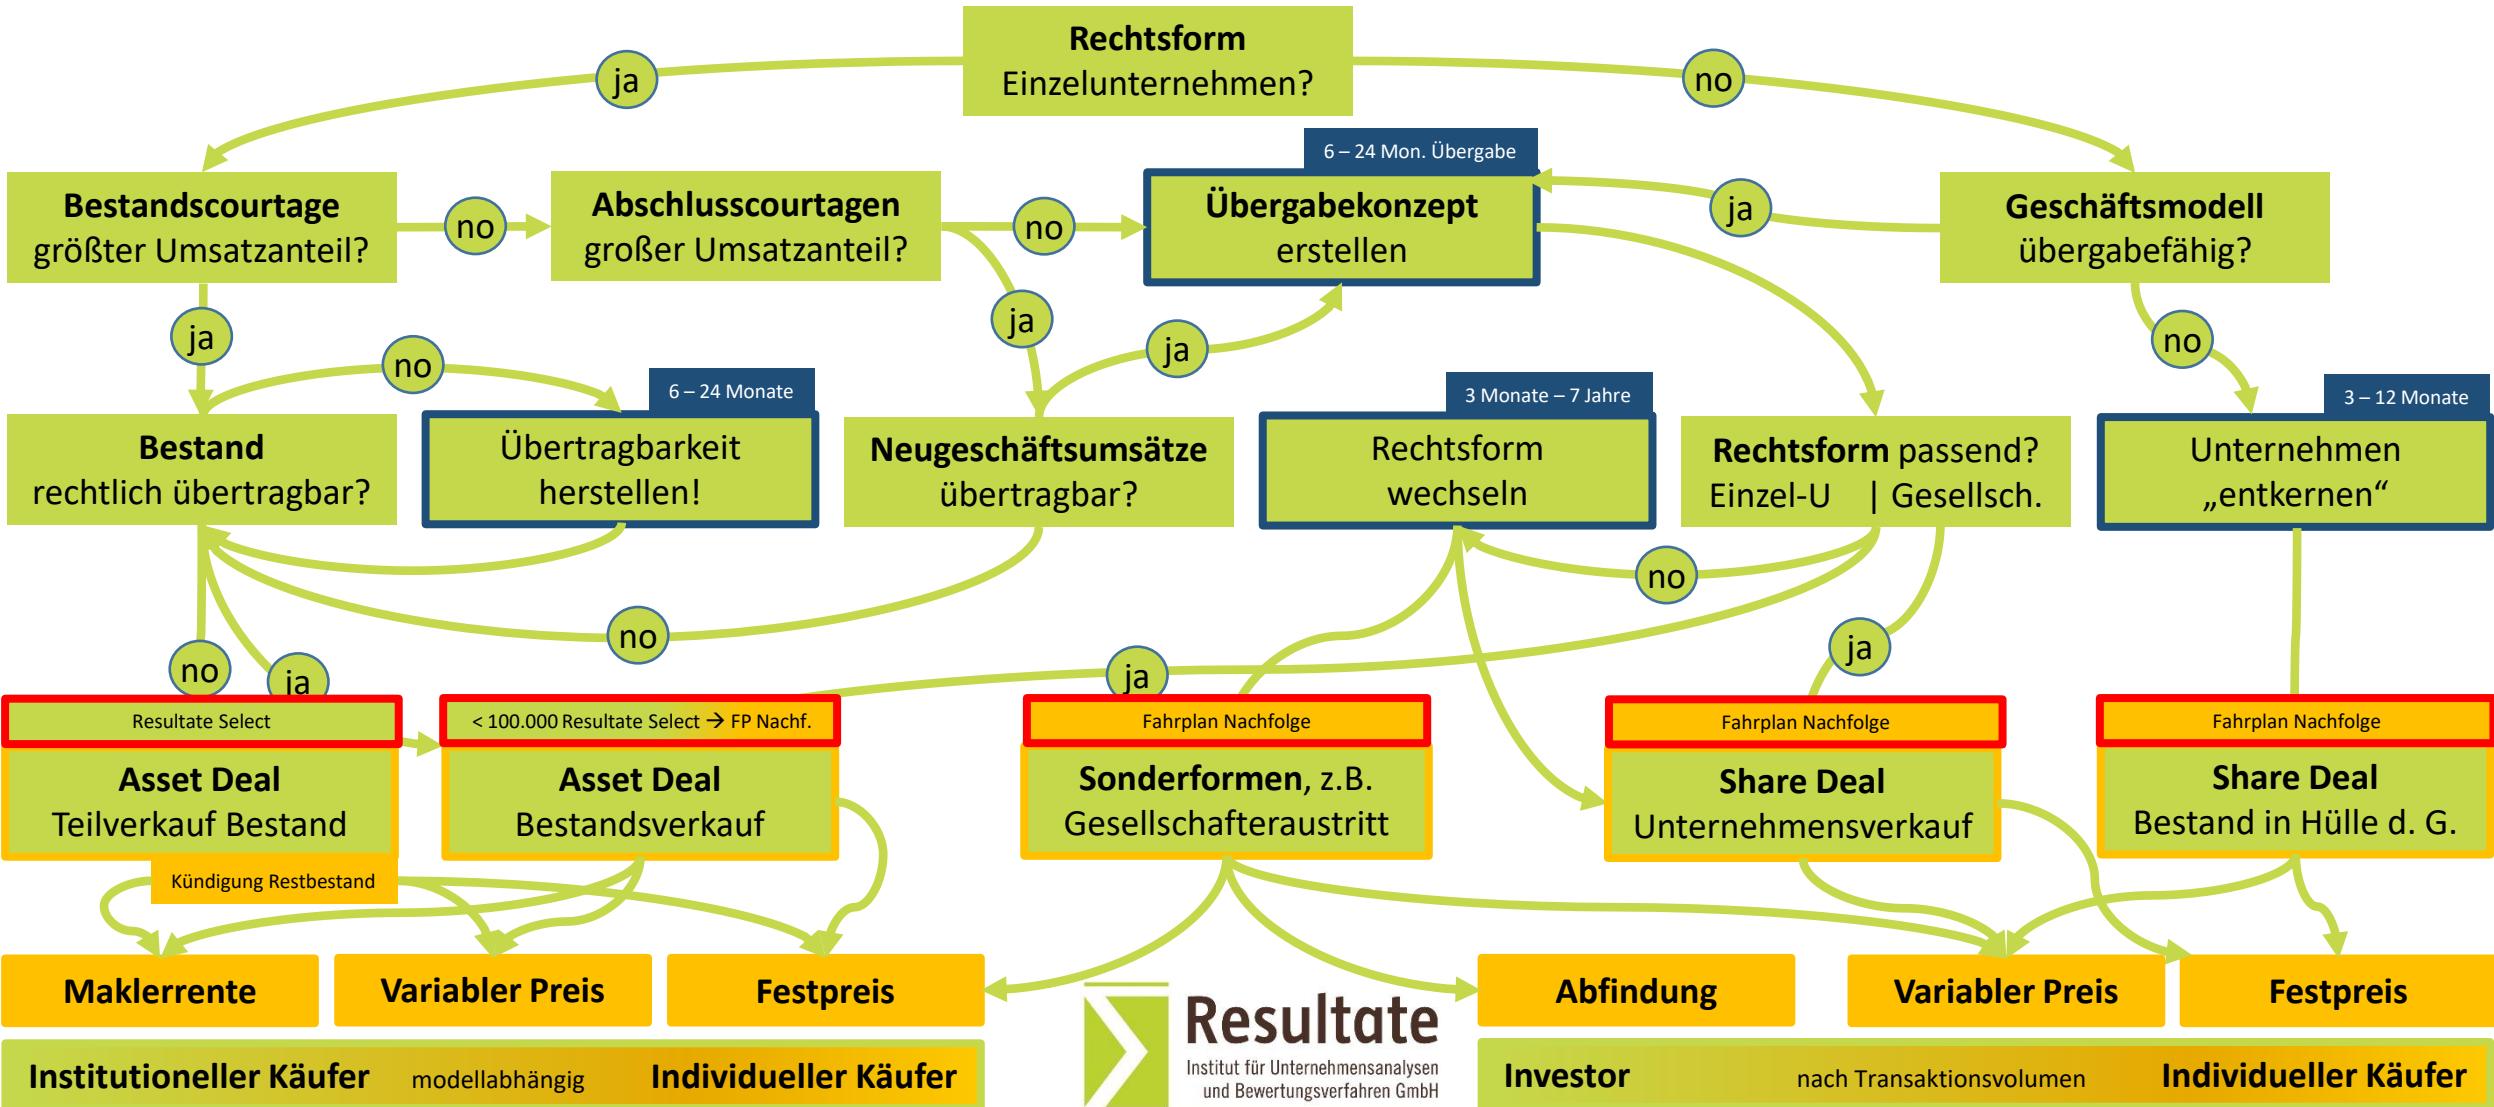 Rechtsform
Einzelunternehmen?
ja
no
6 – 24 Mon. Übergabe
Bestandscourtage
größter Umsatzanteil?
no
Abschlusscourtagen
großer Umsatzanteil?
no
Übergabekonzept
erstellen
ja
Geschäftsmodell
übergabefähig?
ja
no
ja
ja
no
6 – 24 Monate
3 Monate – 7 Jahre
3 – 12 Monate
Bestand
rechtlich übertragbar?
Übertragbarkeit
herstellen!
Neugeschäftsumsätze
übertragbar?
Rechtsform
wechseln
Rechtsform passend?
Einzel-U | Gesellsch.
Unternehmen
„entkernen“
no
no
ja
no
ja
ja
Resultate Select
< 100.000 Resultate Select → FP Nachf.
Fahrplan Nachfolge
Fahrplan Nachfolge
Fahrplan Nachfolge
Asset Deal
Teilverkauf Bestand
Asset Deal
Bestandsverkauf
Sonderformen, z.B.
Gesellschafteraustritt
Share Deal
Unternehmensverkauf
Share Deal
Bestand in Hülle d. G.
Kündigung Restbestand
Maklerrente
Variabler Preis
Festpreis
Abfindung
Variabler Preis
Festpreis
Resultate
Institut für Unternehmensanalysen
und Bewertungsverfahren GmbH
Institutioneller Käufer modellabhängig Individueller Käufer
Investor nach Transaktionsvolumen Individueller Käufer